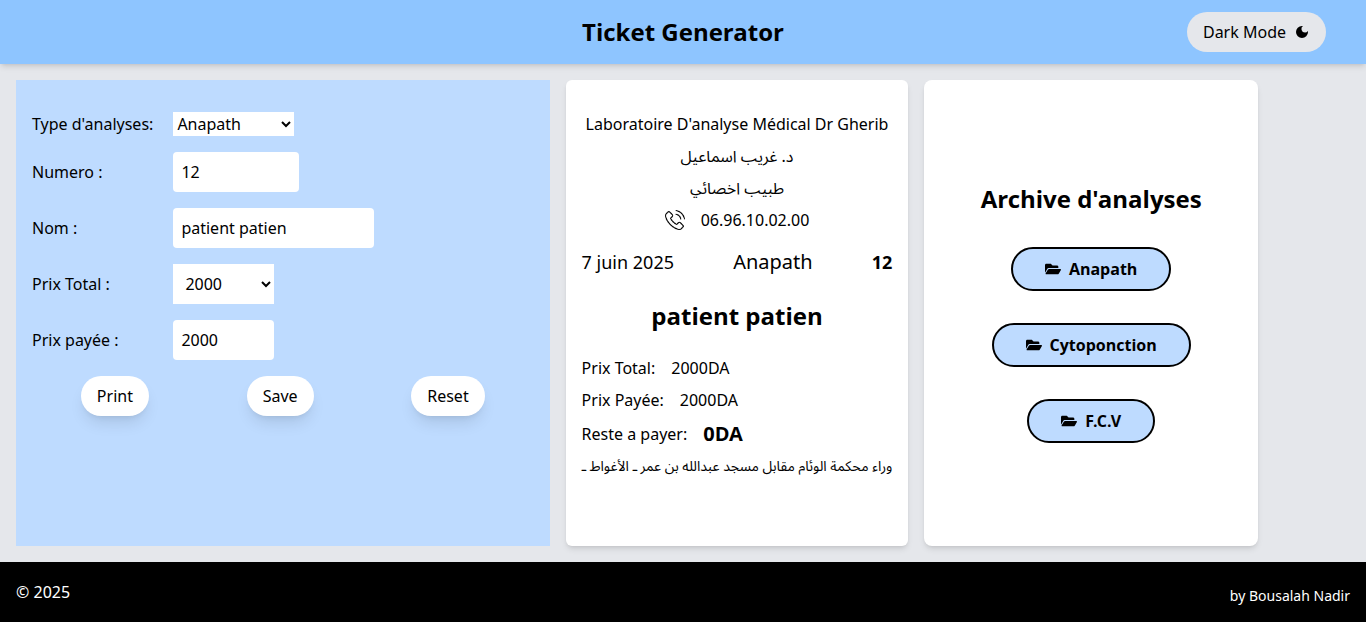 Ticket Generator
Dark Mode
Type d'analyses: Anapath
Numero : 12
Nom : patient patien
Prix Total : 2000
Prix payée : 2000
Print Save Reset
Laboratoire D'analyse Médical Dr Gherib
د. غريب اسماعيل
طبيب اخصائي
06.96.10.02.00
7 juin 2025 Anapath 12
patient patien
Prix Total: 2000DA
Prix Payée: 2000DA
Reste a payer: 0DA
وراء محكمة الوئام مقابل مسجد عبدالله بن عمر ـ الأغواط ـ
Archive d'analyses
Anapath
Cytoponction
F.C.V
© 2025
by Bousalah Nadir